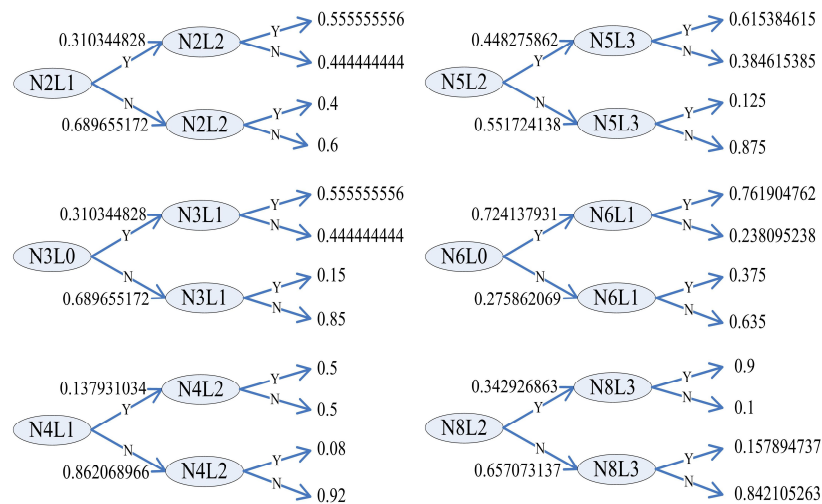 0.555555556
0.310344828
N2L2
Y
Y
N
0.444444444
N2L1
N
0.689655172
N2L2
Y
0.4
N
0.6
0.615384615
0.448275862
N5L3
Y
Y
N
0.384615385
N5L2
N
0.551724138
N5L3
Y
0.125
N
0.875
0.555555556
0.310344828
N3L1
Y
Y
N
0.444444444
N3L0
N
0.689655172
N3L1
Y
0.15
N
0.85
0.761904762
0.724137931
N6L1
Y
Y
N
0.238095238
N6L0
N
0.275862069
N6L1
Y
0.375
N
0.635
0.5
0.137931034
N4L2
Y
Y
N
0.5
N4L1
N
0.862068966
N4L2
Y
0.08
N
0.92
0.9
0.342926863
N8L3
Y
Y
N
0.1
N8L2
N
0.657073137
N8L3
Y
0.157894737
N
0.842105263